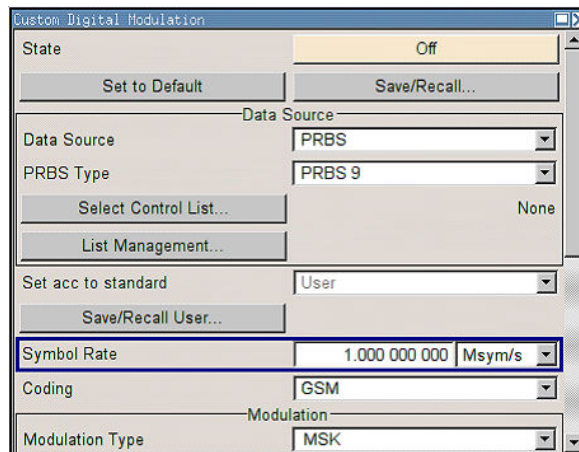 Custom Digital Modulation
State Off
Set to Default Save/Recall...
Data Source
Data Source PRBS
PRBS Type PRBS 9
Select Control List... None
List Management...
Set acc to standard User
Save/Recall User...
Symbol Rate 1.000 000 000 Msym/s
Coding GSM
Modulation
Modulation Type MSK